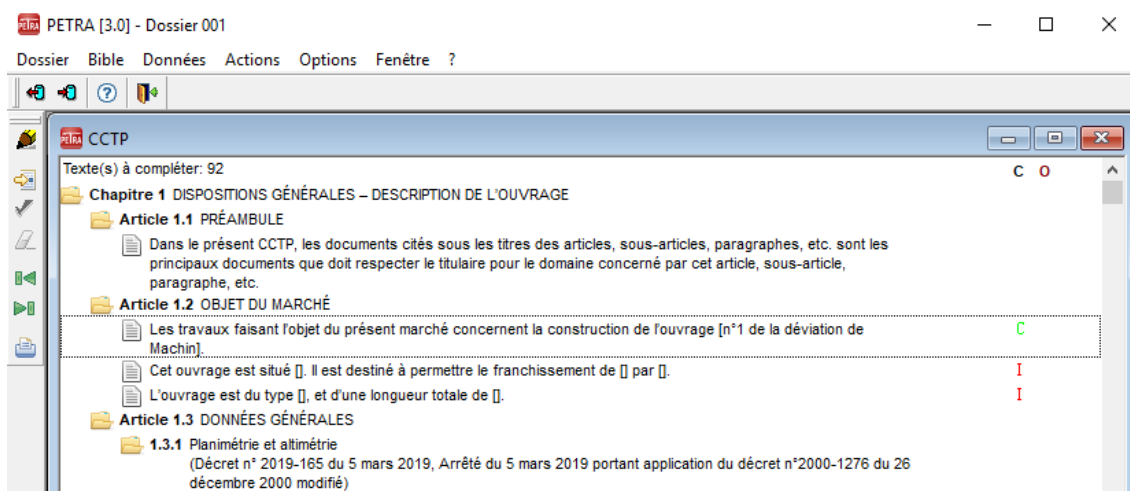 PETRA [3.0] - Dossier 001
Dossier Bible Données Actions Options Fenêtre ?
CCTP
Texte(s) à compléter: 92 C O
Chapitre 1 DISPOSITIONS GÉNÉRALES – DESCRIPTION DE L'OUVRAGE
Article 1.1 PRÉAMBULE
Dans le présent CCTP, les documents cités sous les titres des articles, sous-articles, paragraphes, etc. sont les
principaux documents que doit respecter le titulaire pour le domaine concerné par cet article, sous-article,
paragraphe, etc.
Article 1.2 OBJET DU MARCHÉ
Les travaux faisant l'objet du présent marché concernent la construction de l'ouvrage [n°1 de la déviation de C
Machin].
Cet ouvrage est situé []. Il est destiné à permettre le franchissement de [] par []. I
L'ouvrage est du type [], et d'une longueur totale de []. I
Article 1.3 DONNÉES GÉNÉRALES
1.3.1 Planimétrie et altimétrie
(Décret n° 2019-165 du 5 mars 2019, Arrêté du 5 mars 2019 portant application du décret n°2000-1276 du 26
décembre 2000 modifié)